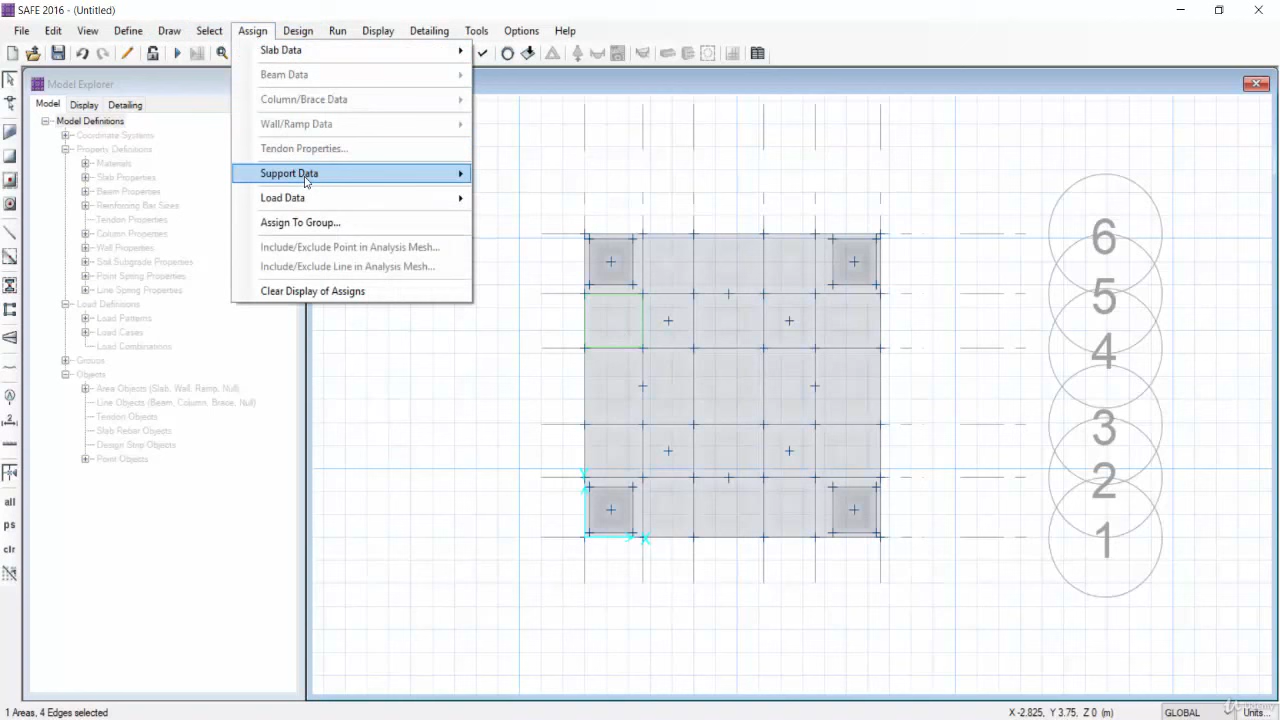 SAFE 2016 - (Untitled)
File Edit View Define Draw Select Assign Design Run Display Detailing Tools Options Help
Slab Data
Beam Data
Column/Brace Data
Wall/Ramp Data
Tendon Properties...
Support Data
Load Data
Assign To Group...
Include/Exclude Point in Analysis Mesh...
Include/Exclude Line in Analysis Mesh...
Clear Display of Assigns
Model Explorer
Model Display Detailing
Model Definitions
Coordinate Systems
Property Definitions
Materials
Slab Properties
Beam Properties
Reinforcing Bar Sizes
Tendon Properties
Column Properties
Wall Properties
Soil Subgrade Properties
Point Spring Properties
Line Spring Properties
Load Definitions
Load Patterns
Load Cases
Load Combinations
Groups
Objects
Area Objects (Slab, Wall, Ramp, Null)
Line Objects (Beam, Column, Brace, Null)
Tendon Objects
Slab Rebar Objects
Design Strip Objects
Point Objects
all
ps
clr
6
5
4
3
2
1
Y
X
1 Areas, 4 Edges selected
X -2.825, Y 3.75, Z 0 (m)
GLOBAL
Units...